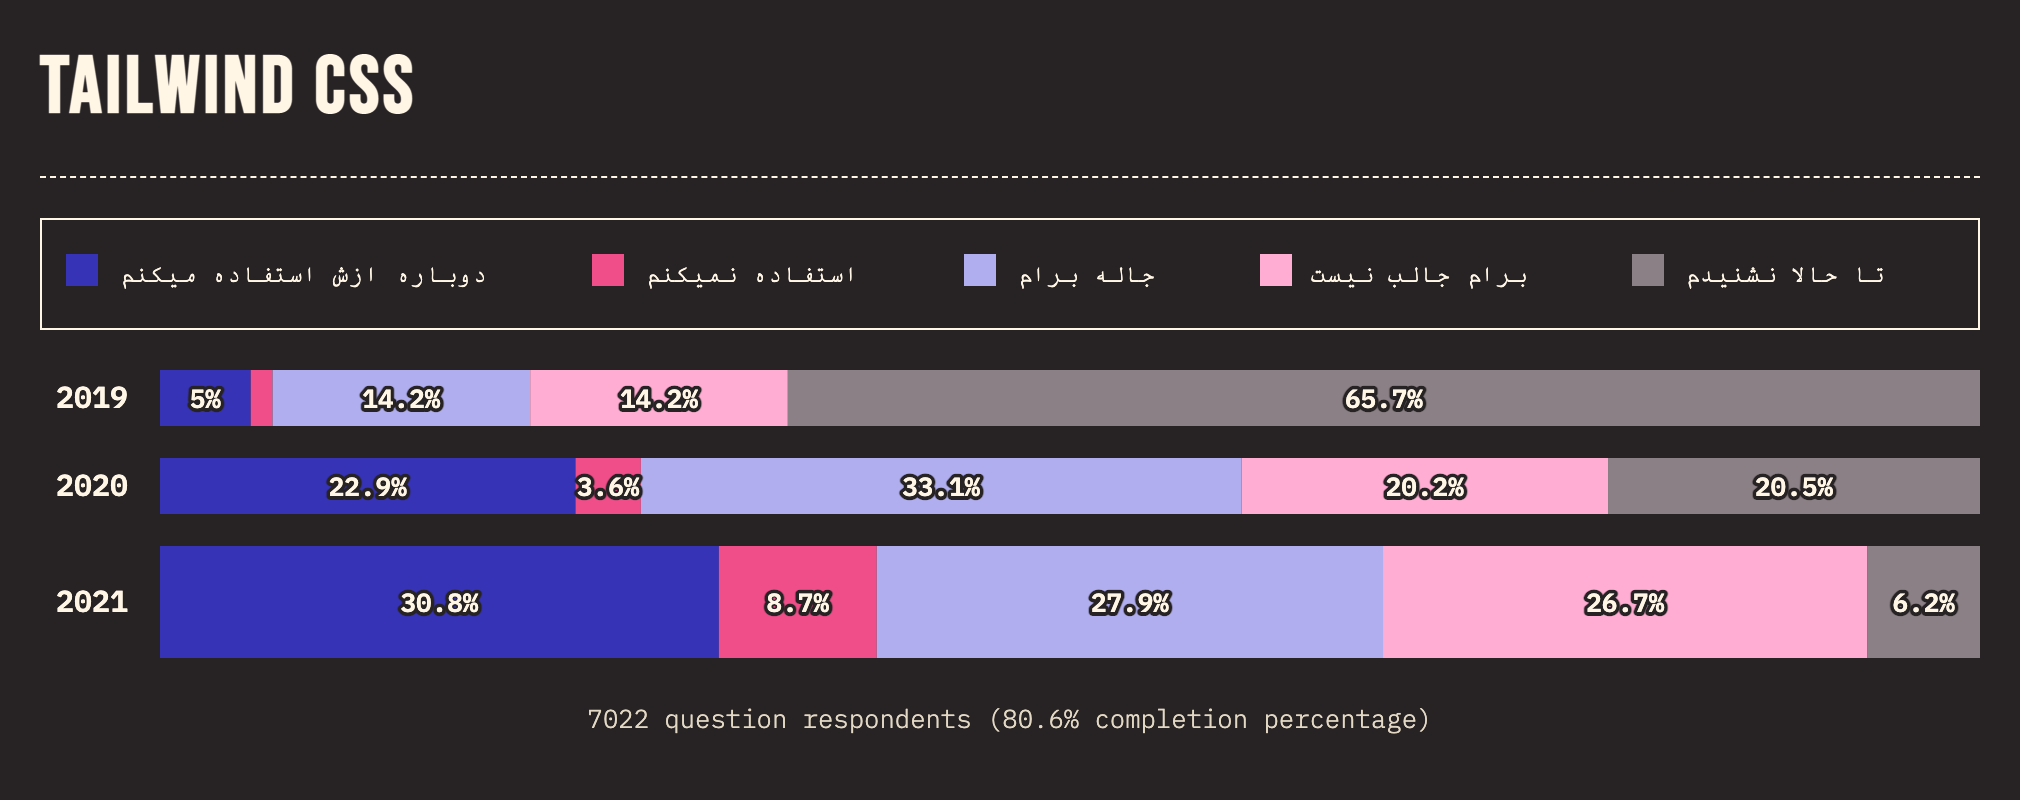 TAILWIND CSS
دوباره ازش استفاده میکنم
استفاده نمیکنم
جاله برام
برام جالب نیست
تا حالا نشنیدم
2019 5% 14.2% 14.2% 65.7%
2020 22.9% 3.6% 33.1% 20.2% 20.5%
2021 30.8% 8.7% 27.9% 26.7% 6.2%
7022 question respondents (80.6% completion percentage)